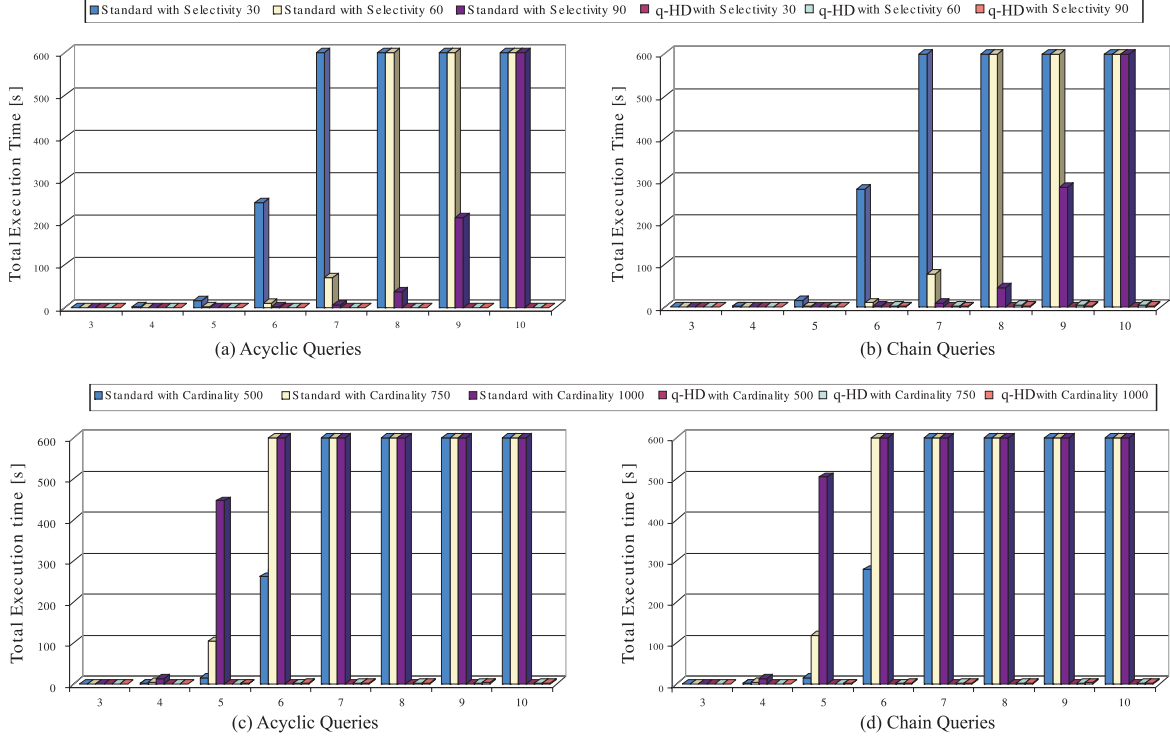 Standard with Selectivity 30 Standard with Selectivity 60 Standard with Selectivity 90 q-HD with Selectivity 30 q-HD with Selectivity 60 q-HD with Selectivity 90
Total Execution Time [s]
600
500
400
300
200
100
0
3 4 5 6 7 8 9 10
(a) Acyclic Queries
Total Execution Time [s]
600
500
400
300
200
100
0
3 4 5 6 7 8 9 10
(b) Chain Queries
Standard with Cardinality 500 Standard with Cardinality 750 Standard with Cardinality 1000 q-HD with Cardinality 500 q-HD with Cardinality 750 q-HD with Cardinality 1000
Total Execution time [s]
600
500
400
300
200
100
0
3 4 5 6 7 8 9 10
(c) Acyclic Queries
Total Execution time [s]
600
500
400
300
200
100
0
3 4 5 6 7 8 9 10
(d) Chain Queries